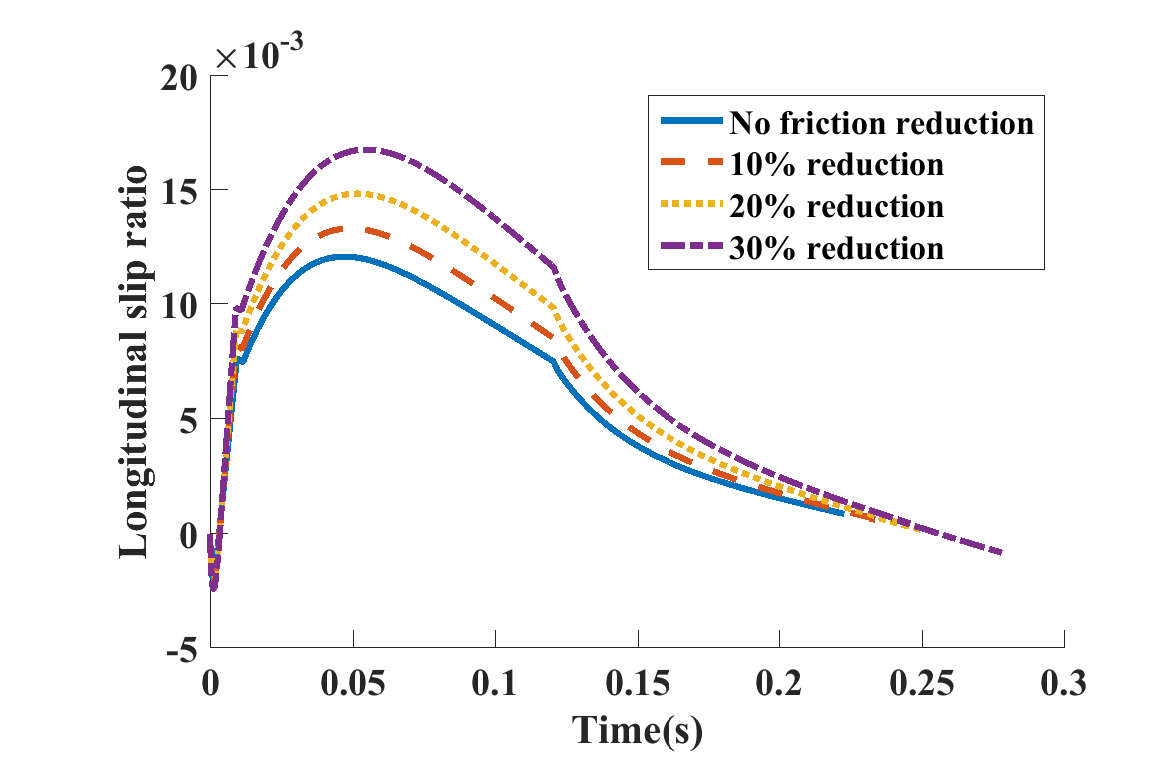 ×10-3
20
15
10
5
0
-5
0 0.05 0.1 0.15 0.2 0.25 0.3
Time(s)
Longitudinal slip ratio
No friction reduction
10% reduction
20% reduction
30% reduction